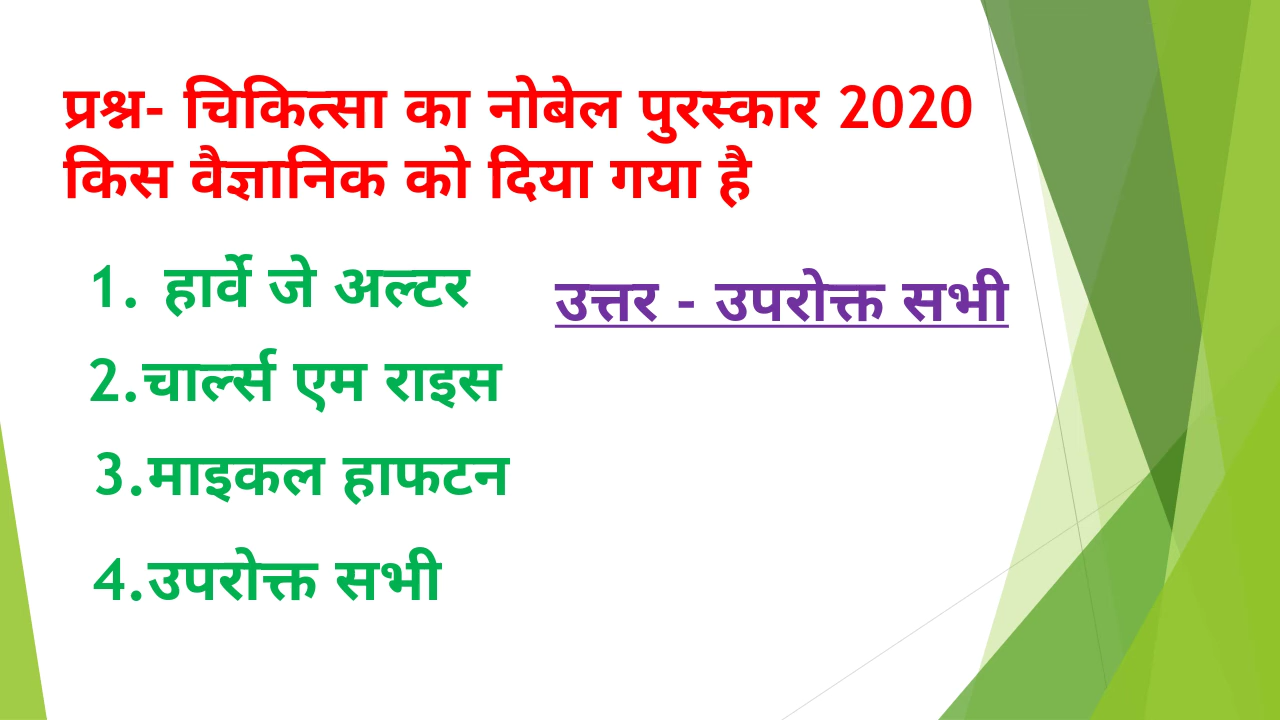 प्रश्न- चिकित्सा का नोबेल पुरस्कार 2020
किस वैज्ञानिक को दिया गया है
1. हार्वे जे अल्टर
उत्तर - उपरोक्त सभी
2.चार्ल्स एम राइस
3.माइकल हाफटन
4.उपरोक्त सभी